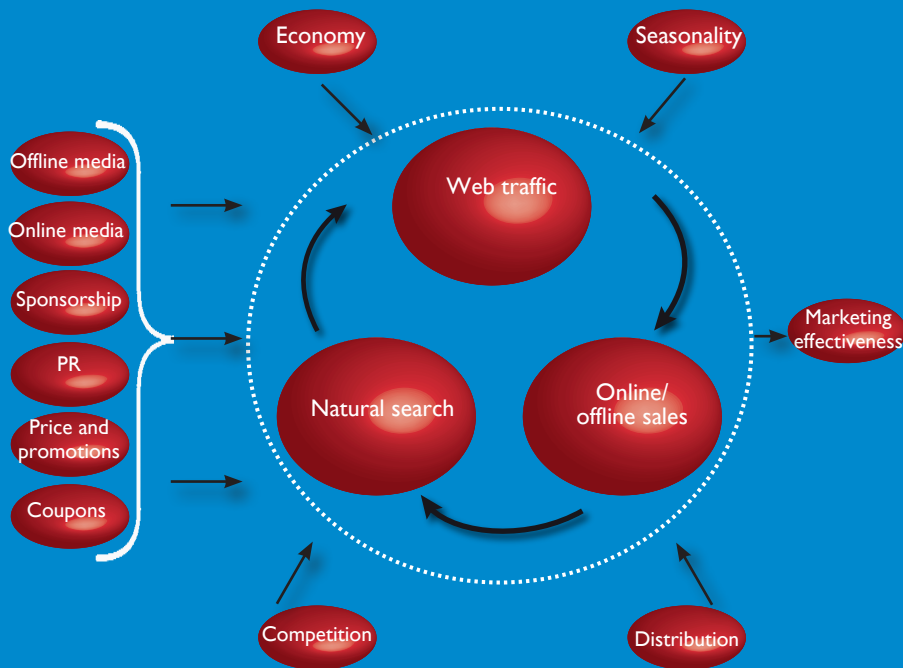 Economy
Seasonality
Offline media
Online media
Sponsorship
PR
Price and
promotions
Coupons
Web traffic
Natural search
Online/
offline sales
Marketing
effectiveness
Competition
Distribution